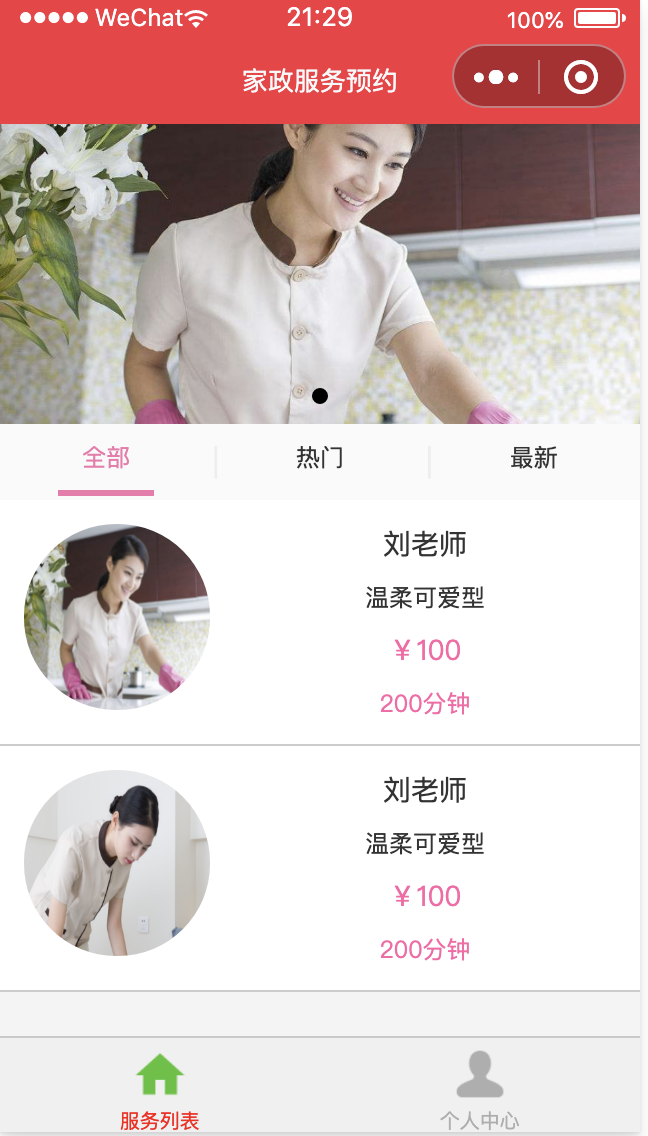 WeChat 21:29 100%
家政服务预约
全部 热门 最新
刘老师
温柔可爱型
￥100
200分钟
刘老师
温柔可爱型
￥100
200分钟
服务列表 个人中心